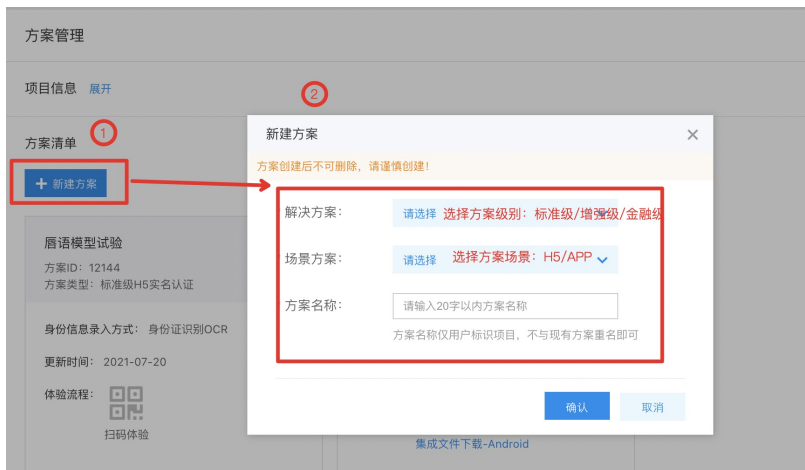 方案管理
项目信息 展开
②
方案清单
①
+ 新建方案
唇语模型试验
方案ID: 12144
方案类型: 标准级H5实名认证
身份信息录入方式: 身份证识别OCR
更新时间: 2021-07-20
体验流程:
扫码体验
新建方案
方案创建后不可删除，请谨慎创建!
解决方案:
请选择 选择方案级别: 标准级/增强级/金融级
场景方案:
请选择 选择方案场景: H5/APP
方案名称:
请输入20字以内方案名称
方案名称仅用户标识项目，不与现有方案重名即可
确认 取消
集成文件下载-Android